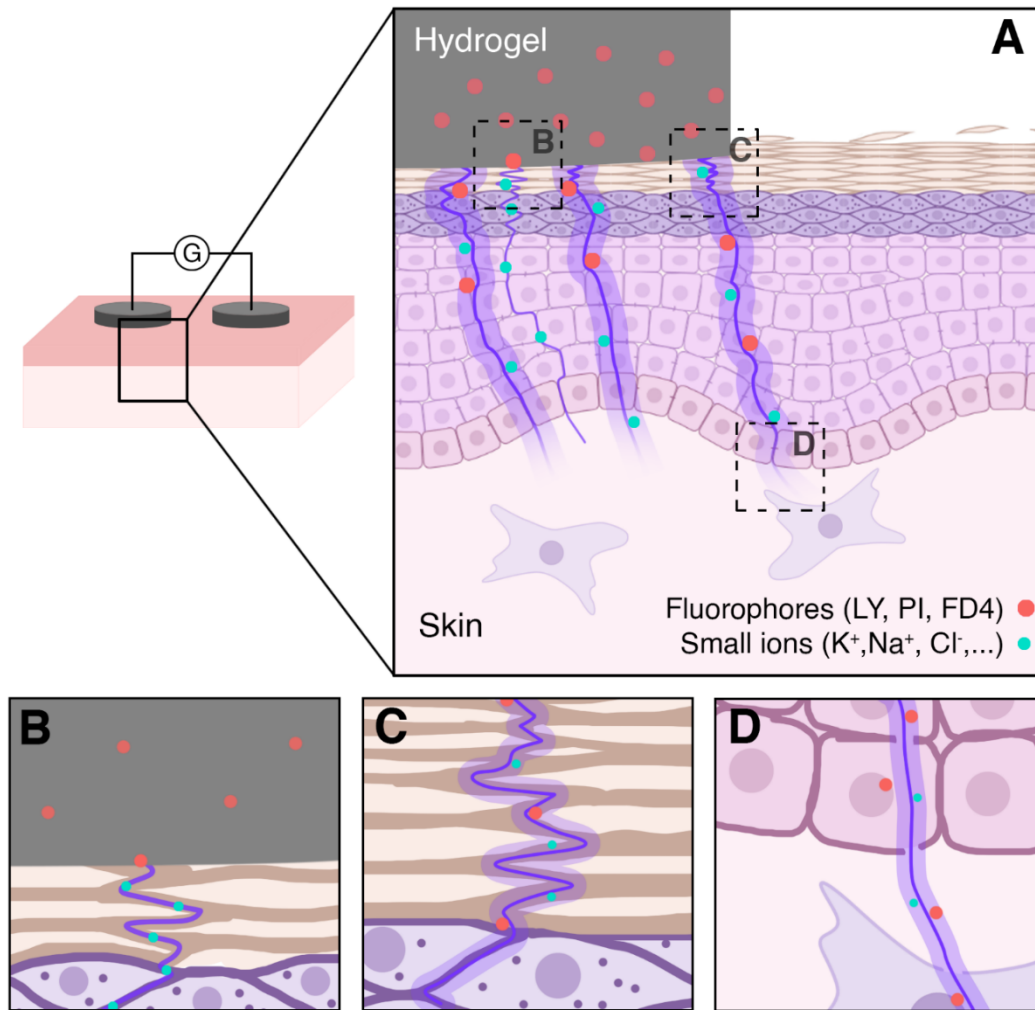 Hydrogel
A
B
C
G
D
Skin
Fluorophores (LY, PI, FD4)
Small ions (K⁺,Na⁺, Cl⁻,...)
B
C
D